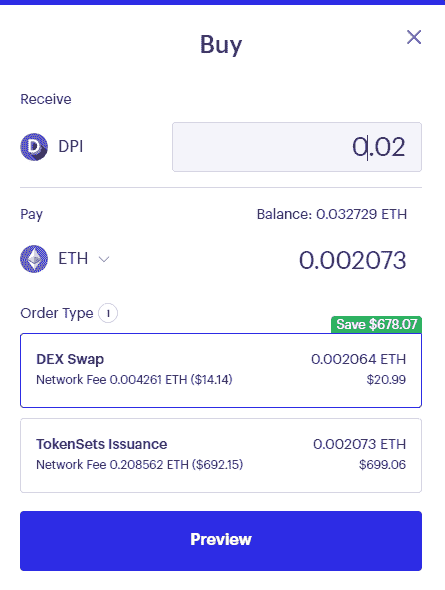 Buy
Receive
DPI
0.02
Pay
Balance: 0.032729 ETH
ETH
0.002073
Order Type
Save $678.07
DEX Swap
0.002064 ETH
Network Fee 0.004261 ETH ($14.14)
$20.99
TokenSets Issuance
0.002073 ETH
Network Fee 0.208562 ETH ($692.15)
$699.06
Preview